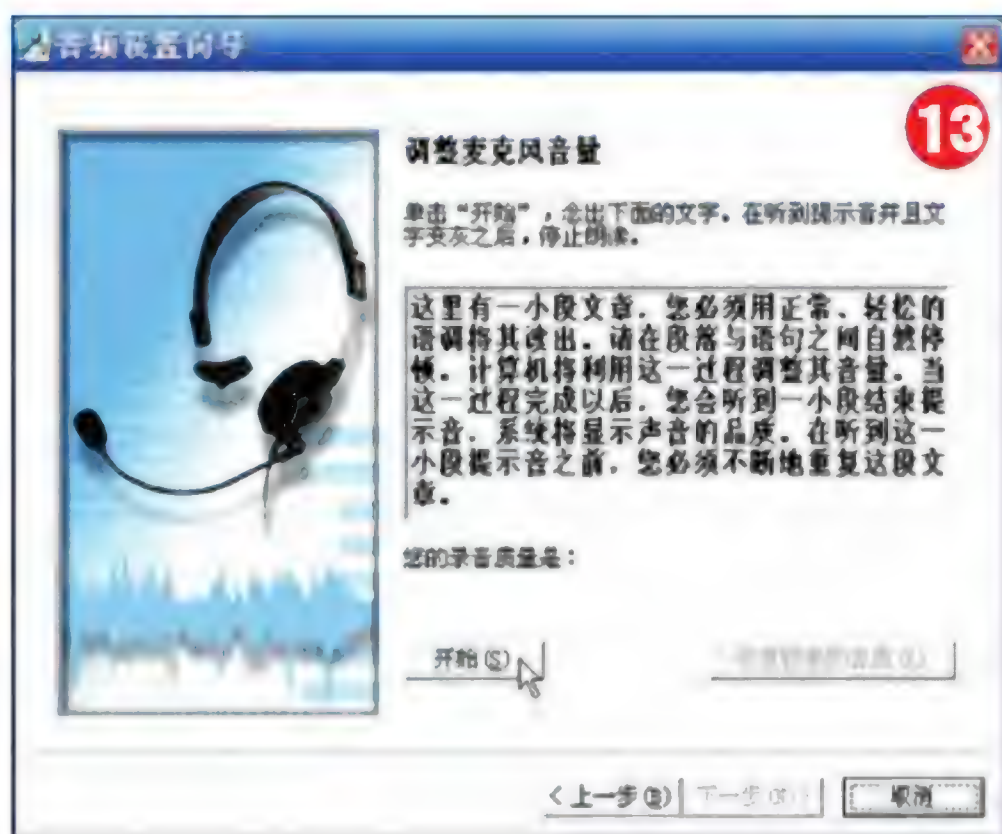 音频设置向导
13
调整麦克风音量
单击“开始”，念出下面的文字。在听到提示音并且文
字变灰之后，停止朗读。
这里有一小段文章。您必须用正常、轻松的
语调将其读出。请在段落与语句之间自然停
顿。计算机将利用这一过程调整其音量。当
这一过程完成以后，您会听到一小段结束提
示音。系统将显示声音的品质。在听到这一
小段提示音之前，您必须不断地重复这段文
章。
您的录音质量是：
开始(S)
<上一步(B)
下一步(N)
取消